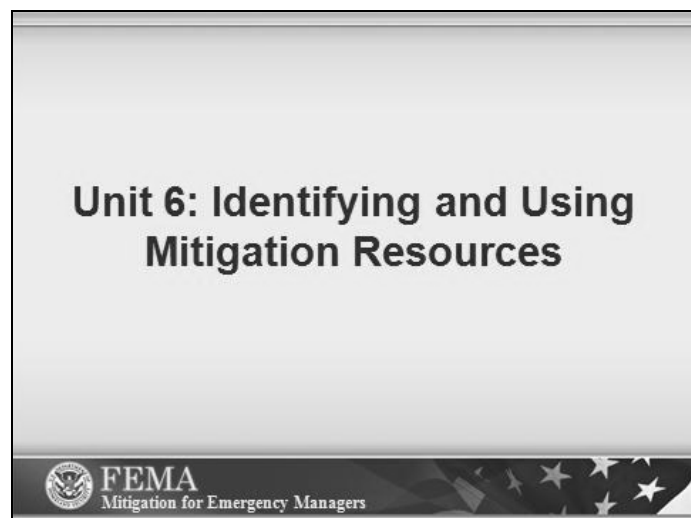 Unit 6: Identifying and Using
Mitigation Resources
FEMA
Mitigation for Emergency Managers